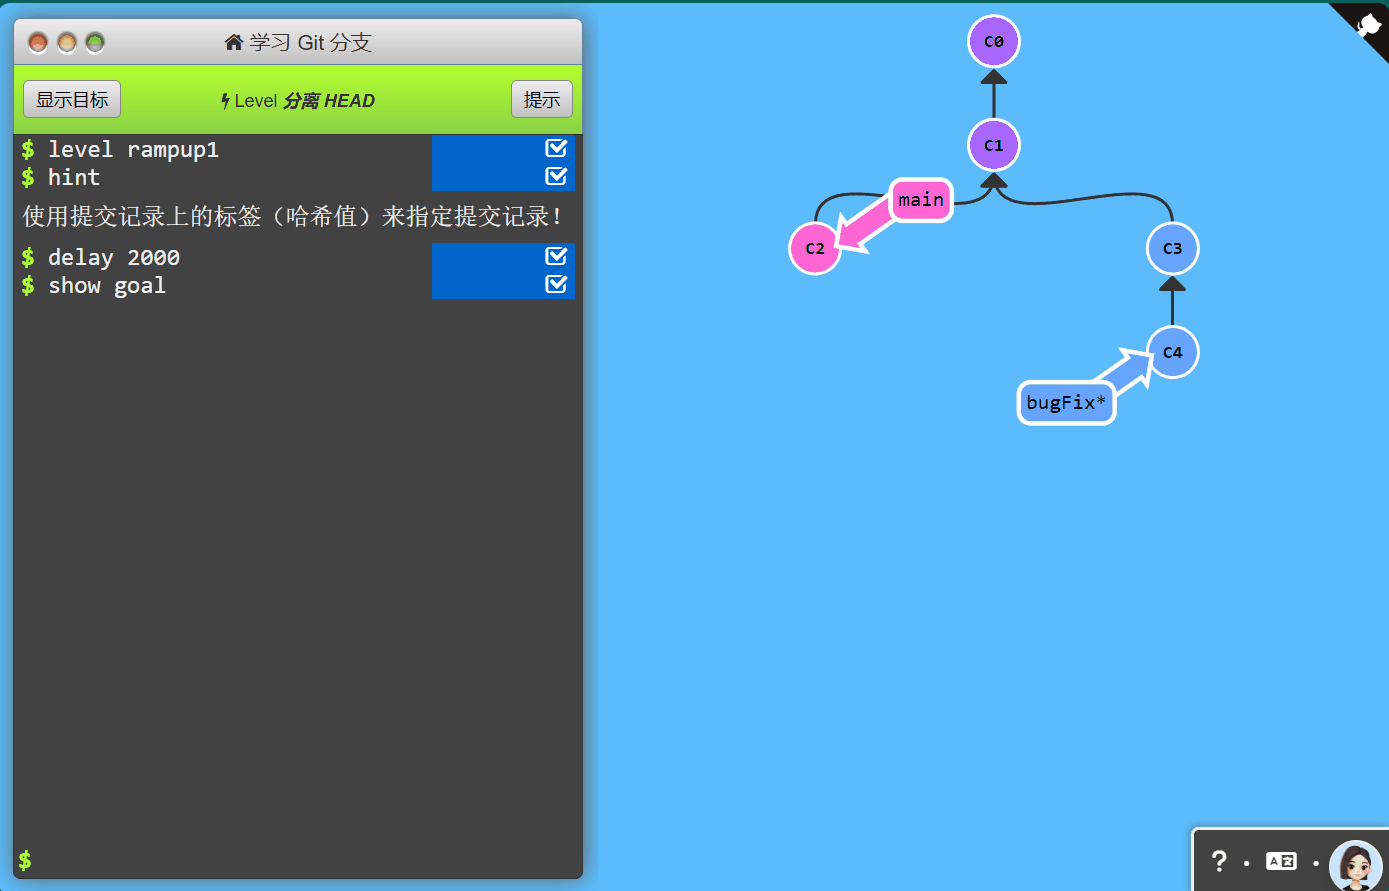 学习 Git 分支
显示目标
Level 分离 HEAD
提示
$ level rampup1
$ hint
使用提交记录上的标签（哈希值）来指定提交记录！
$ delay 2000
$ show goal
$
C0
C1
main
C2
C3
C4
bugFix*
?
A